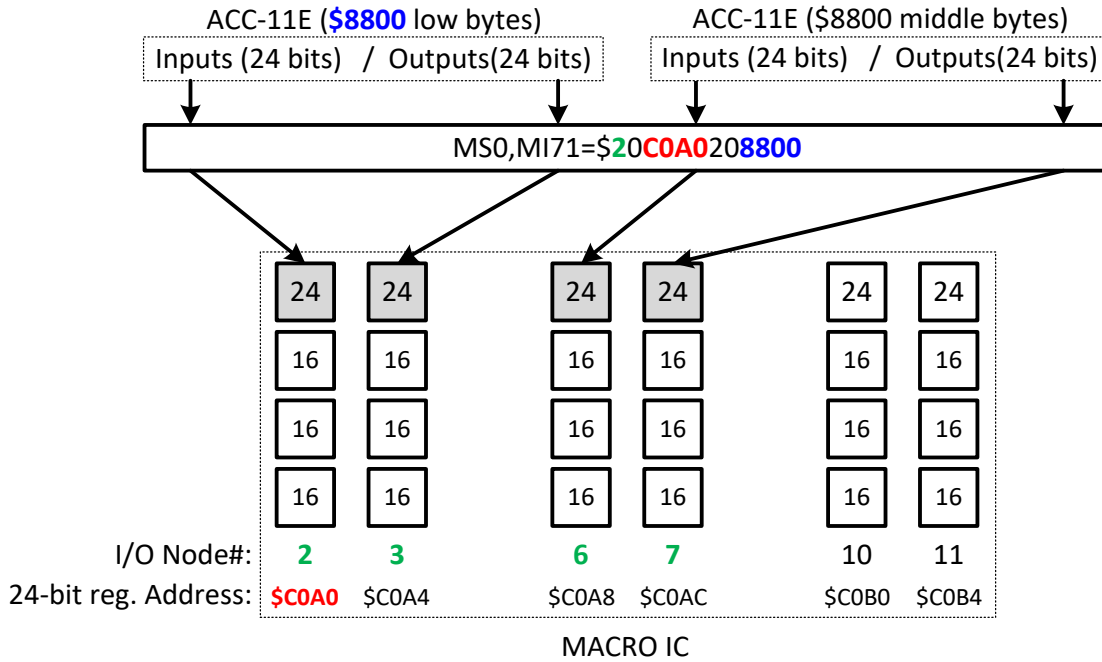 ACC-11E ($8800 low bytes) ACC-11E ($8800 middle bytes)
Inputs (24 bits) / Outputs(24 bits) Inputs (24 bits) / Outputs(24 bits)
MS0,MI71=$20C0A0208800
24 24 24 24 24 24
16 16 16 16 16 16
16 16 16 16 16 16
16 16 16 16 16 16
I/O Node#: 2 3 6 7 10 11
24-bit reg. Address: $C0A0 $C0A4 $C0A8 $C0AC $C0B0 $C0B4
MACRO IC